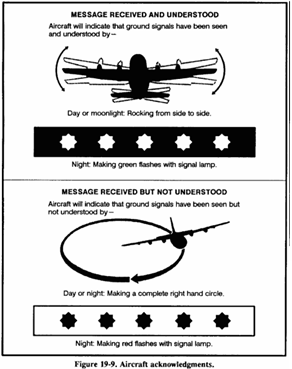 MESSAGE RECEIVED AND UNDERSTOOD
Aircraft will indicate that ground signals have been seen
and understood by—
Day or moonlight: Rocking from side to side.
Night: Making green flashes with signal lamp.
MESSAGE RECEIVED BUT NOT UNDERSTOOD
Aircraft will indicate that ground signals have been seen but
not understood by—
Day or night: Making a complete right hand circle.
Night: Making red flashes with signal lamp.
Figure 19-9. Aircraft acknowledgments.